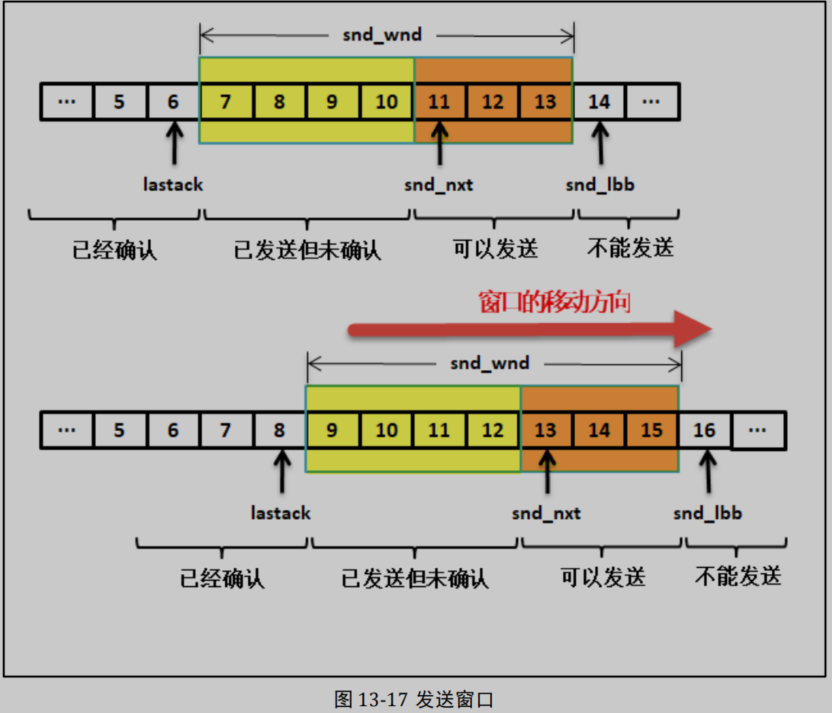 snd_wnd
… 5 6 7 8 9 10 11 12 13 14 …
lastack snd_nxt snd_lbb
已经确认 已发送但未确认 可以发送 不能发送
窗口的移动方向
snd_wnd
… 5 6 7 8 9 10 11 12 13 14 15 16 …
lastack snd_nxt snd_lbb
已经确认 已发送但未确认 可以发送 不能发送
图 13-17 发送窗口